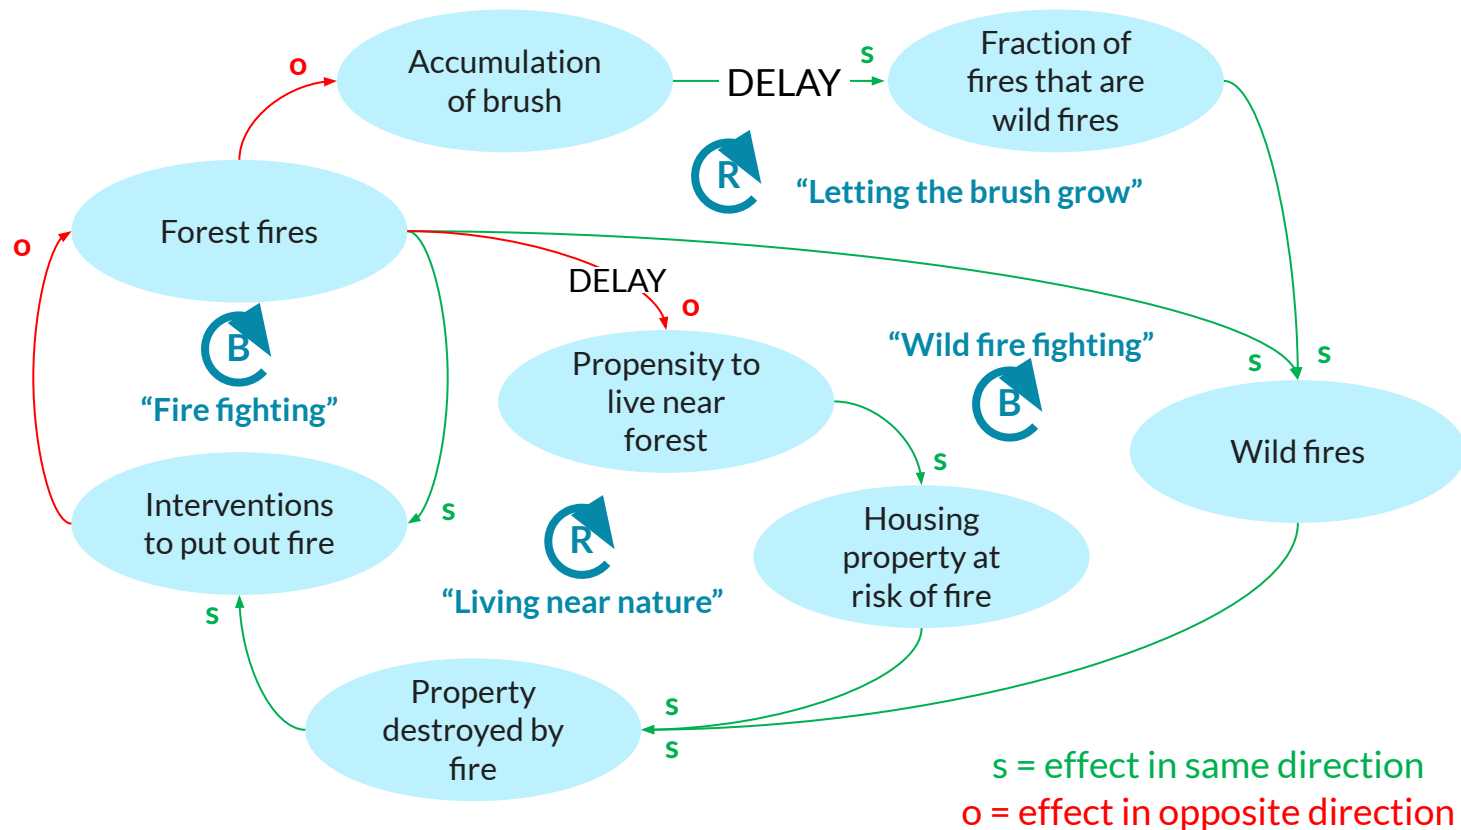 o
Accumulation
of brush
DELAY
s
Fraction of
fires that are
wild fires
R
“Letting the brush grow”
o
Forest fires
DELAY
o
B
“Fire fighting”
Propensity to
live near
forest
“Wild fire fighting”
B
s
s
Wild fires
s
Interventions
to put out fire
s
R
“Living near nature”
Housing
property at
risk of fire
s
Property
destroyed by
fire
s
s
s = effect in same direction
o = effect in opposite direction